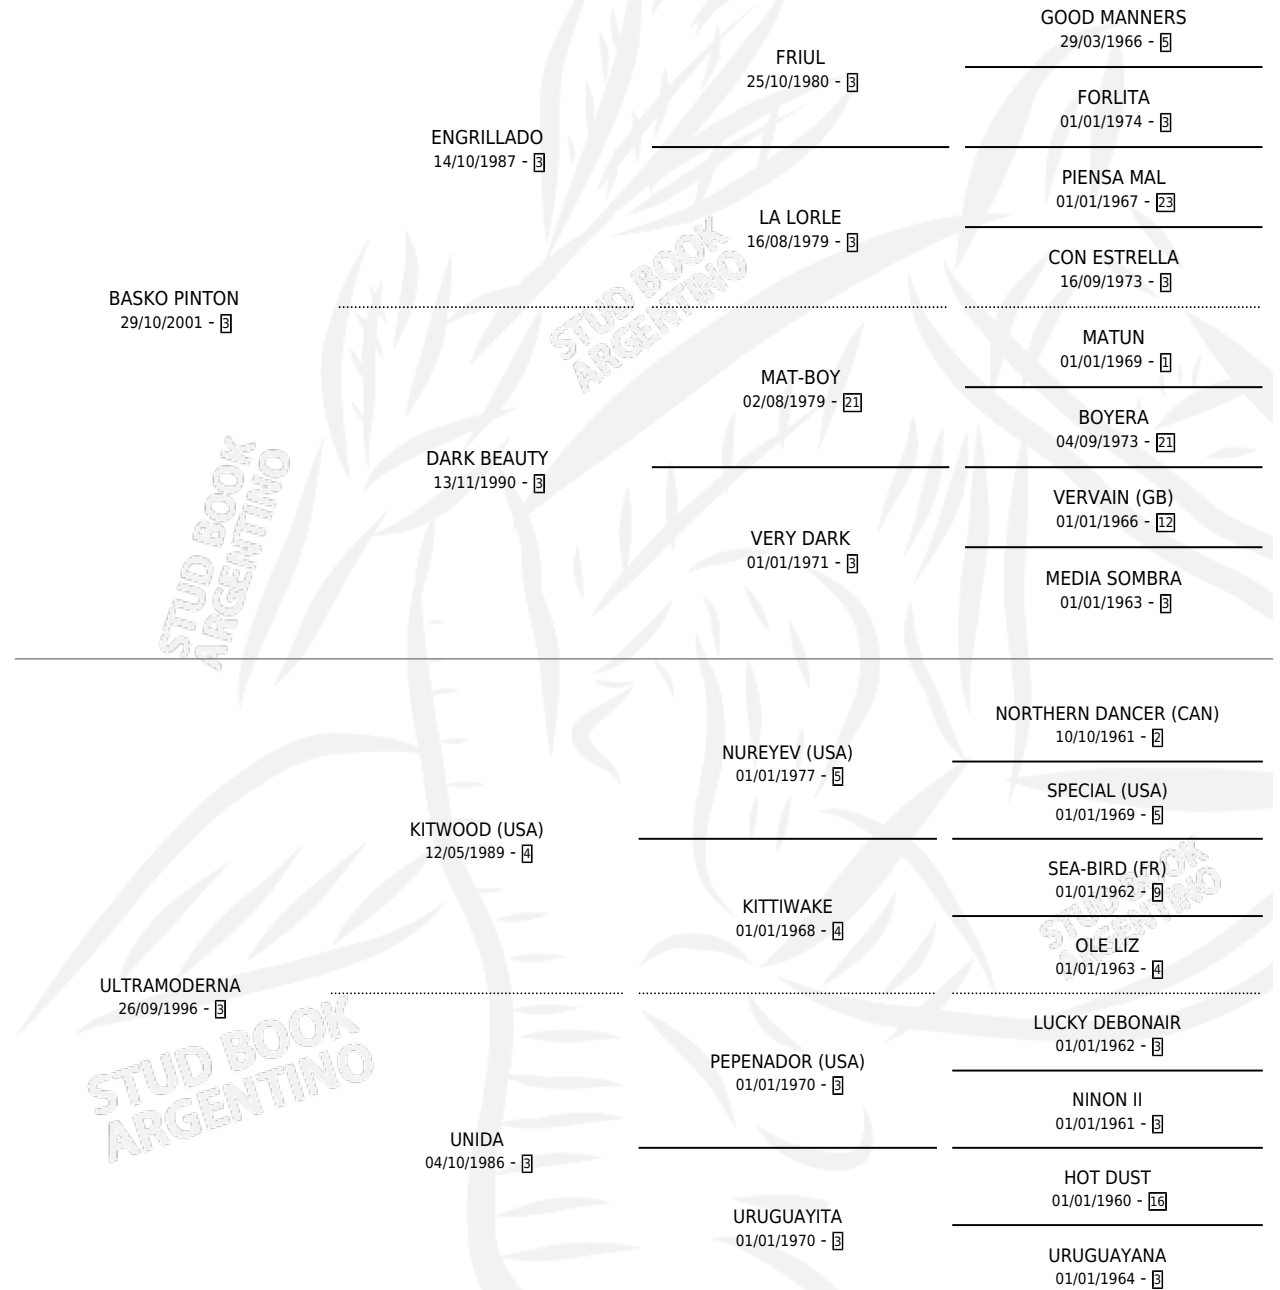 GOOD MANNERS
29/03/1966 - 5
FRIUL
25/10/1980 - 3
FORLITA
01/01/1974 - 3
ENGRILLADO
14/10/1987 - 3
PIENSA MAL
01/01/1967 - 23
LA LORLE
16/08/1979 - 3
CON ESTRELLA
16/09/1973 - 3
BASKO PINTON
29/10/2001 - 3
STUD BOOK
ARGENTINO
MATUN
01/01/1969 - 1
MAT-BOY
02/08/1979 - 21
BOYERA
04/09/1973 - 21
DARK BEAUTY
13/11/1990 - 3
VERVAIN (GB)
01/01/1966 - 12
VERY DARK
01/01/1971 - 3
MEDIA SOMBRA
01/01/1963 - 3
STUD BOOK
ARGENTINO
NORTHERN DANCER (CAN)
10/10/1961 - 2
NUREYEV (USA)
01/01/1977 - 5
SPECIAL (USA)
01/01/1969 - 5
KITWOOD (USA)
12/05/1989 - 4
SEA-BIRD (FR)
01/01/1962 - 9
KITTIWAKE
01/01/1968 - 4
STUD BOOK
ARGENTINO
OLE LIZ
01/01/1963 - 4
ULTRAMODERNA
26/09/1996 - 3
STUD BOOK
ARGENTINO
LUCKY DEBONAIR
01/01/1962 - 3
PEPENADOR (USA)
01/01/1970 - 3
NINON II
01/01/1961 - 3
UNIDA
04/10/1986 - 3
HOT DUST
01/01/1960 - 16
URUGUAYITA
01/01/1970 - 3
URUGUAYANA
01/01/1964 - 3